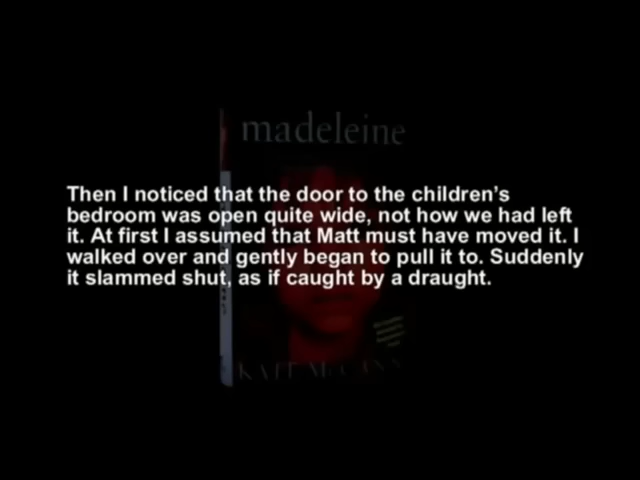 madeleine
Then I noticed that the door to the children's
bedroom was open quite wide, not how we had left
it. At first I assumed that Matt must have moved it. I
walked over and gently began to pull it to. Suddenly
it slammed shut, as if caught by a draught.
KATE McCANN